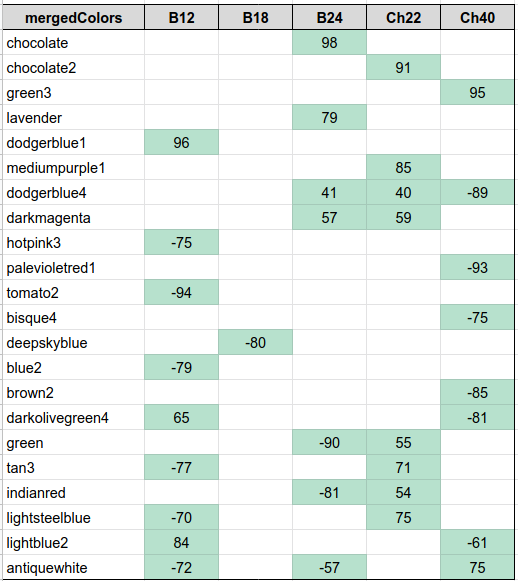 mergedColors B12 B18 B24 Ch22 Ch40
chocolate 98
chocolate2 91
green3 95
lavender 79
dodgerblue1 96
mediumpurple1 85
dodgerblue4 41 40 -89
darkmagenta 57 59
hotpink3 -75
palevioletred1 -93
tomato2 -94
bisque4 -75
deepskyblue -80
blue2 -79
brown2 -85
darkolivegreen4 65 -81
green -90 55
tan3 -77 71
indianred -81 54
lightsteelblue -70 75
lightblue2 84 -61
antiquewhite -72 -57 75